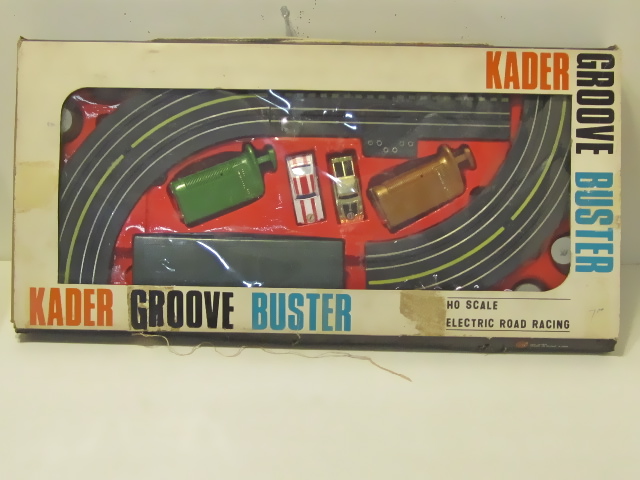 KADER
GROOVE BUSTER
KADER GROOVE BUSTER
HO SCALE
ELECTRIC ROAD RACING